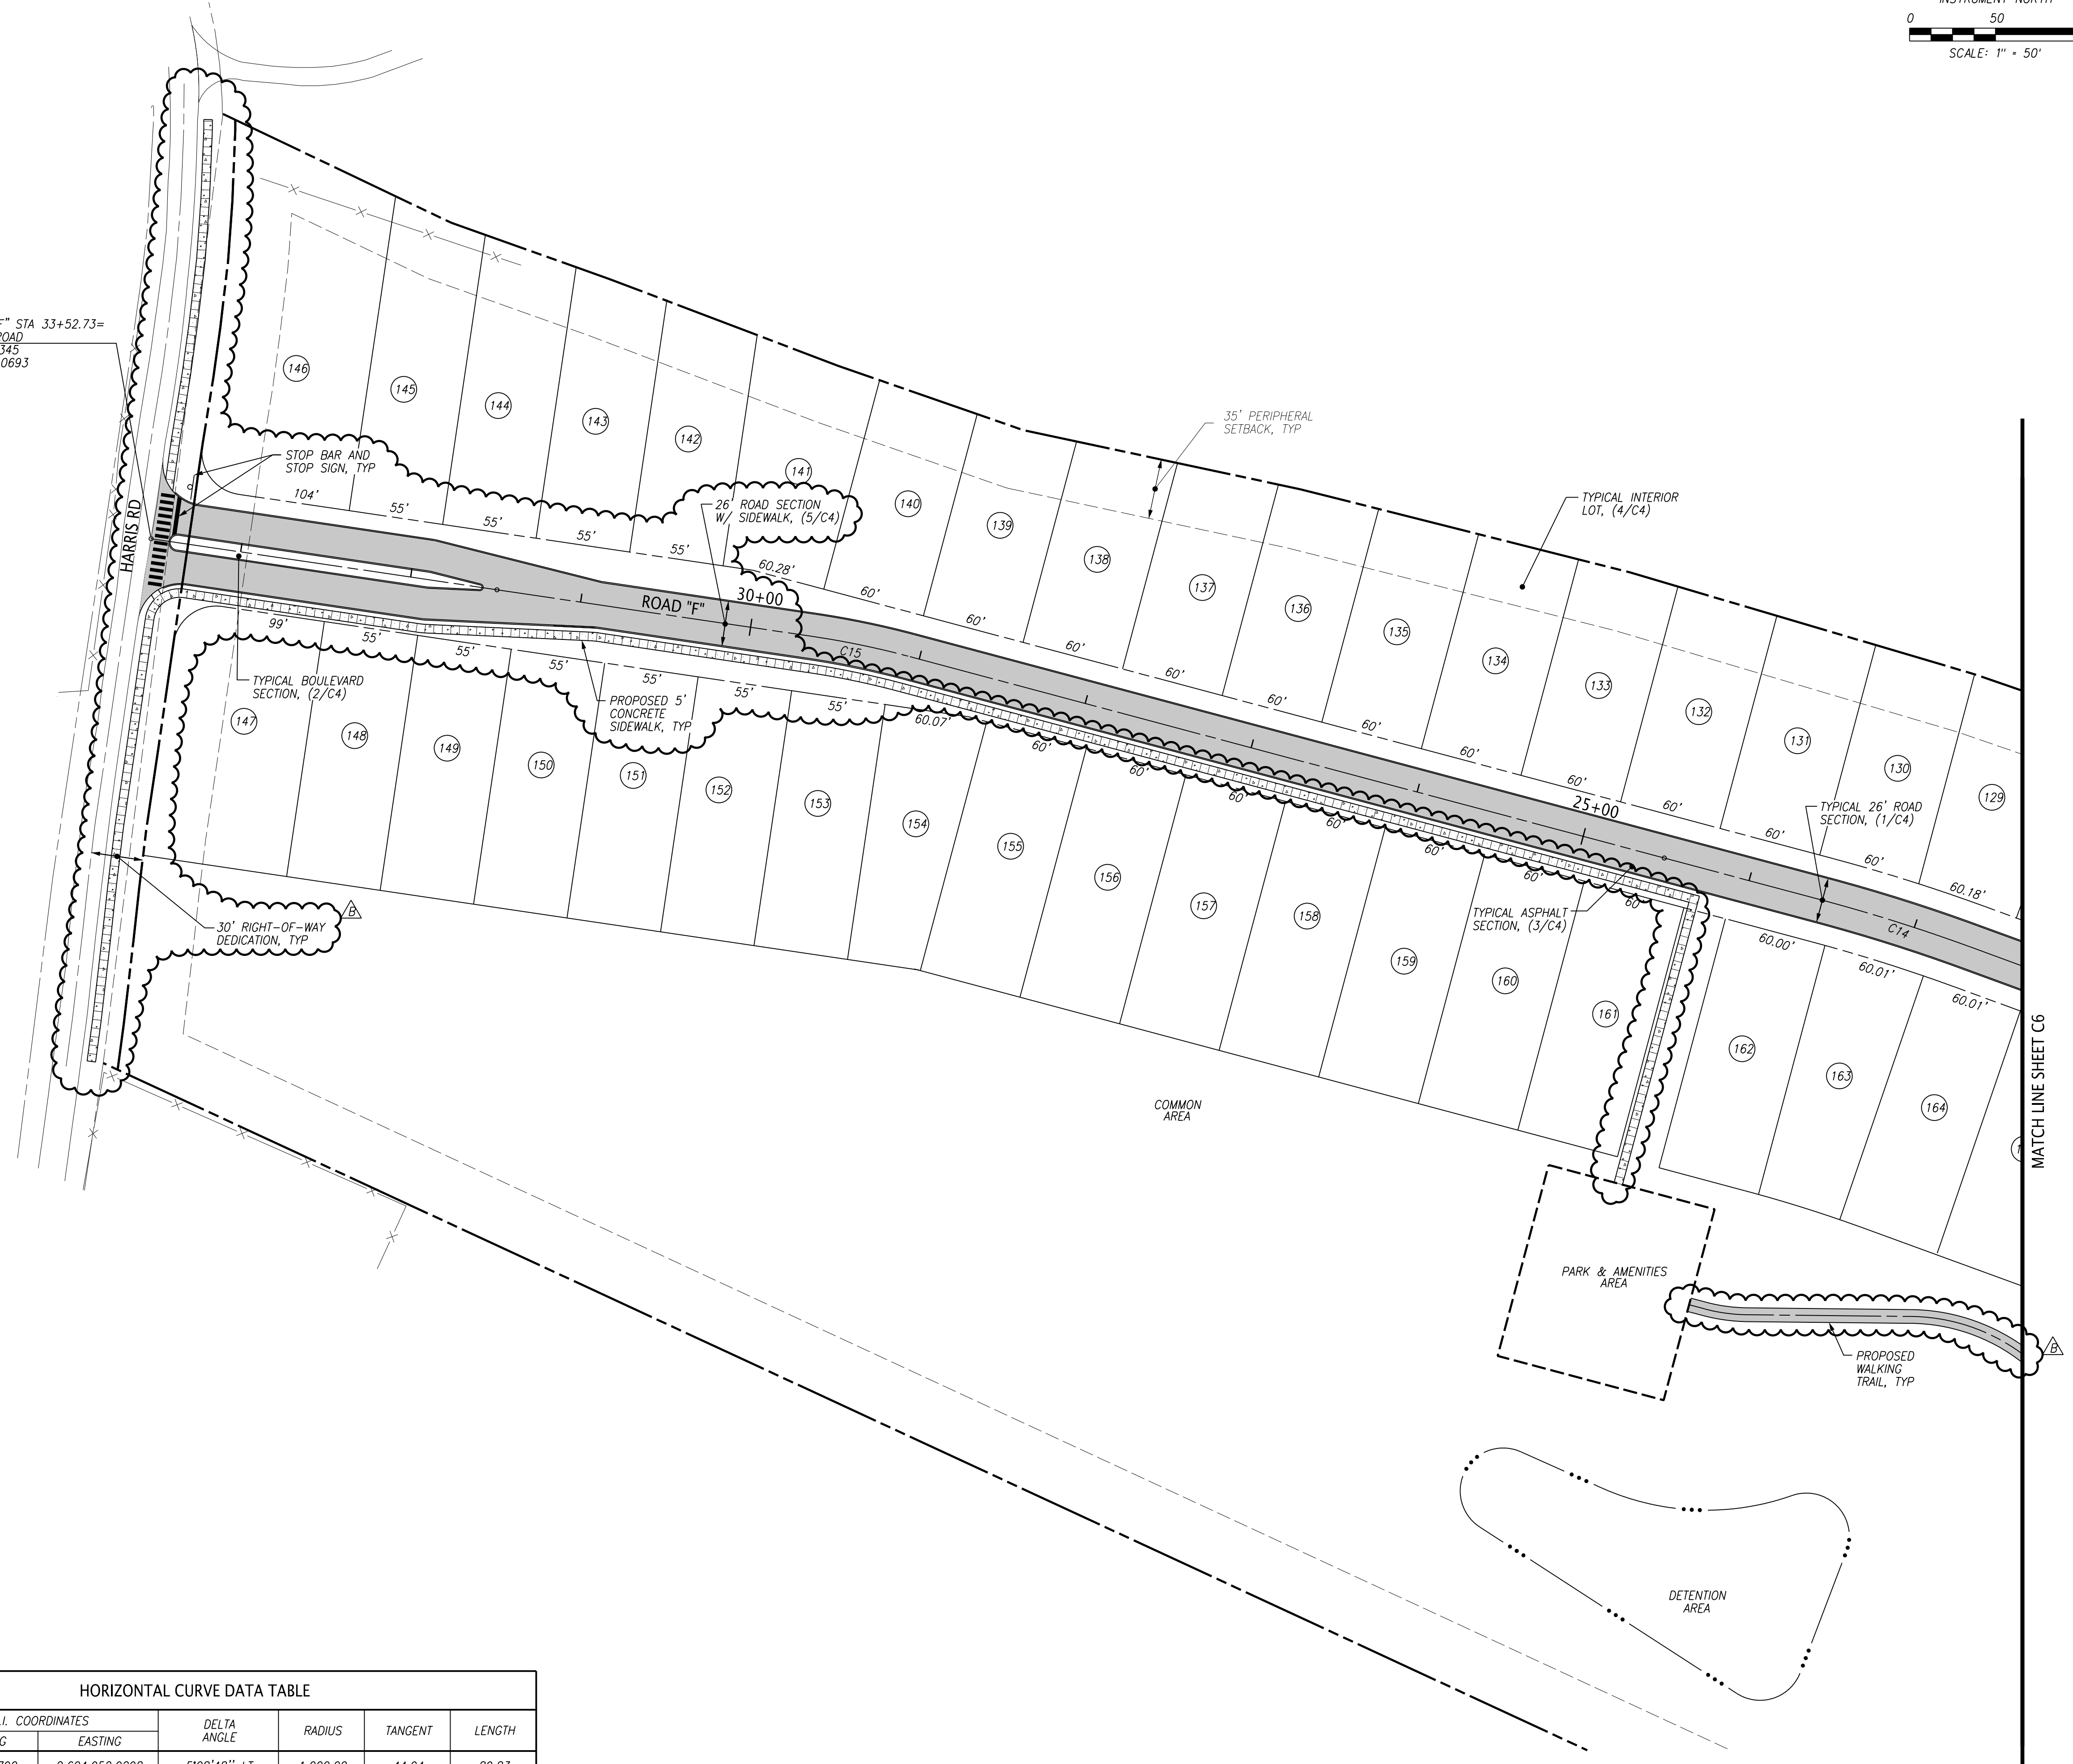 INSTRUMENT NORTH
0 50
SCALE: 1" = 50'
F" STA 33+52.73=
ROAD
345
0693
HARRIS RD
STOP BAR AND
STOP SIGN, TYP
146
145
144
143
142
141
140
139
138
137
136
135
134
133
132
131
130
129
35' PERIPHERAL
SETBACK, TYP
TYPICAL INTERIOR
LOT, (4/C4)
26' ROAD SECTION
W/ SIDEWALK, (5/C4)
104'
55'
55'
55'
55'
60.28'
60'
60'
60'
60'
60'
60'
60'
60'
60'
60'
60'
60.18'
ROAD "F"
30+00
C15
25+00
TYPICAL 26' ROAD
SECTION, (1/C4)
C14
99'
55'
55'
55'
55'
55'
55'
60.07'
60'
60'
60'
60'
60'
60'
60'
60.00'
60.01'
60.01'
TYPICAL BOULEVARD
SECTION, (2/C4)
PROPOSED 5'
CONCRETE
SIDEWALK, TYP
TYPICAL ASPHALT
SECTION, (3/C4)
147
148
149
150
151
152
153
154
155
156
157
158
159
160
161
162
163
164
1
30' RIGHT-OF-WAY
DEDICATION, TYP
B
COMMON
AREA
MATCH LINE SHEET C6
PARK & AMENITIES
AREA
PROPOSED
WALKING
TRAIL, TYP
B
DETENTION
AREA
HORIZONTAL CURVE DATA TABLE
.I. COORDINATES
DELTA
ANGLE
RADIUS
TANGENT
LENGTH
G
EASTING